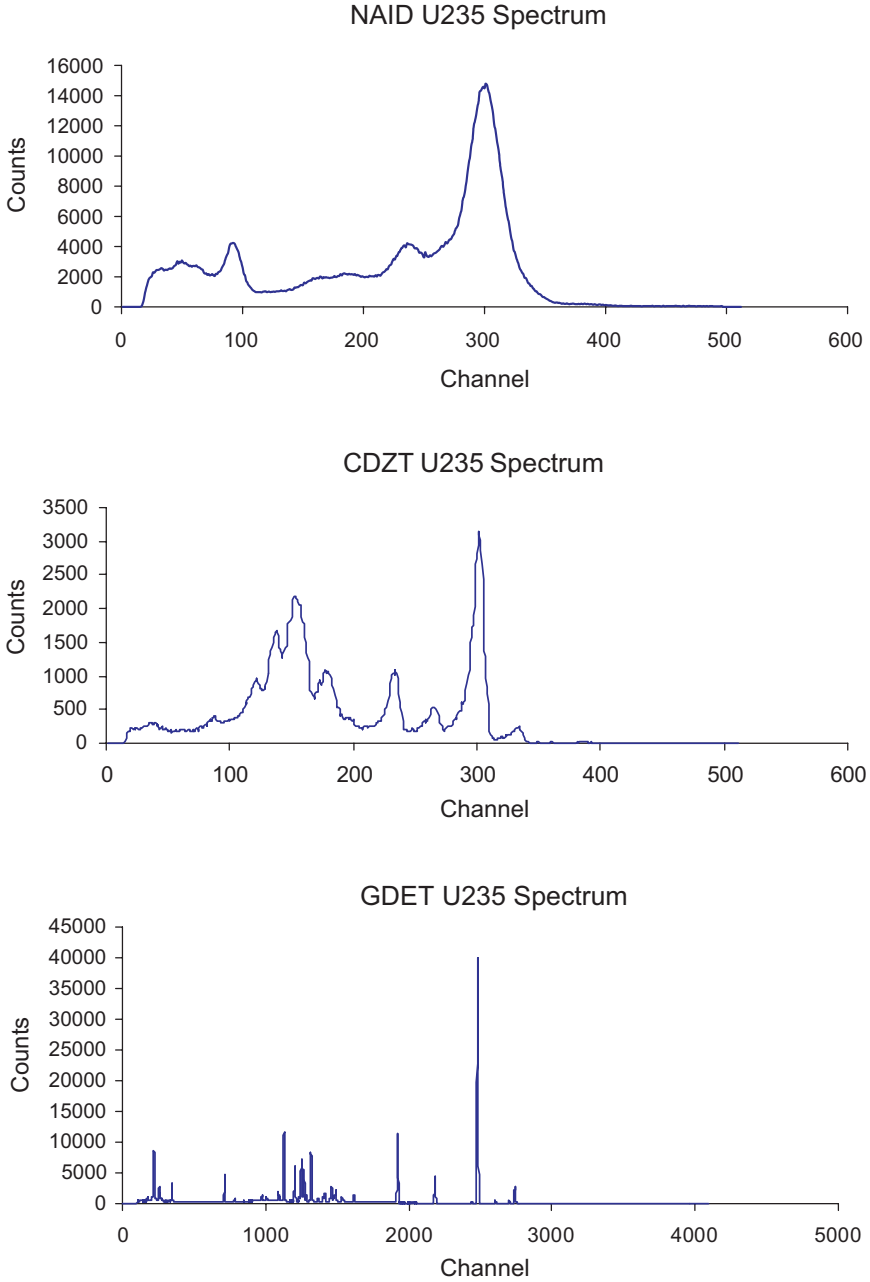 NAID U235 Spectrum
16000
14000
12000
10000
8000
6000
4000
2000
0
Counts
0 100 200 300 400 500 600
Channel
CDZT U235 Spectrum
3500
3000
2500
2000
1500
1000
500
0
Counts
0 100 200 300 400 500 600
Channel
GDET U235 Spectrum
45000
40000
35000
30000
25000
20000
15000
10000
5000
0
Counts
0 1000 2000 3000 4000 5000
Channel